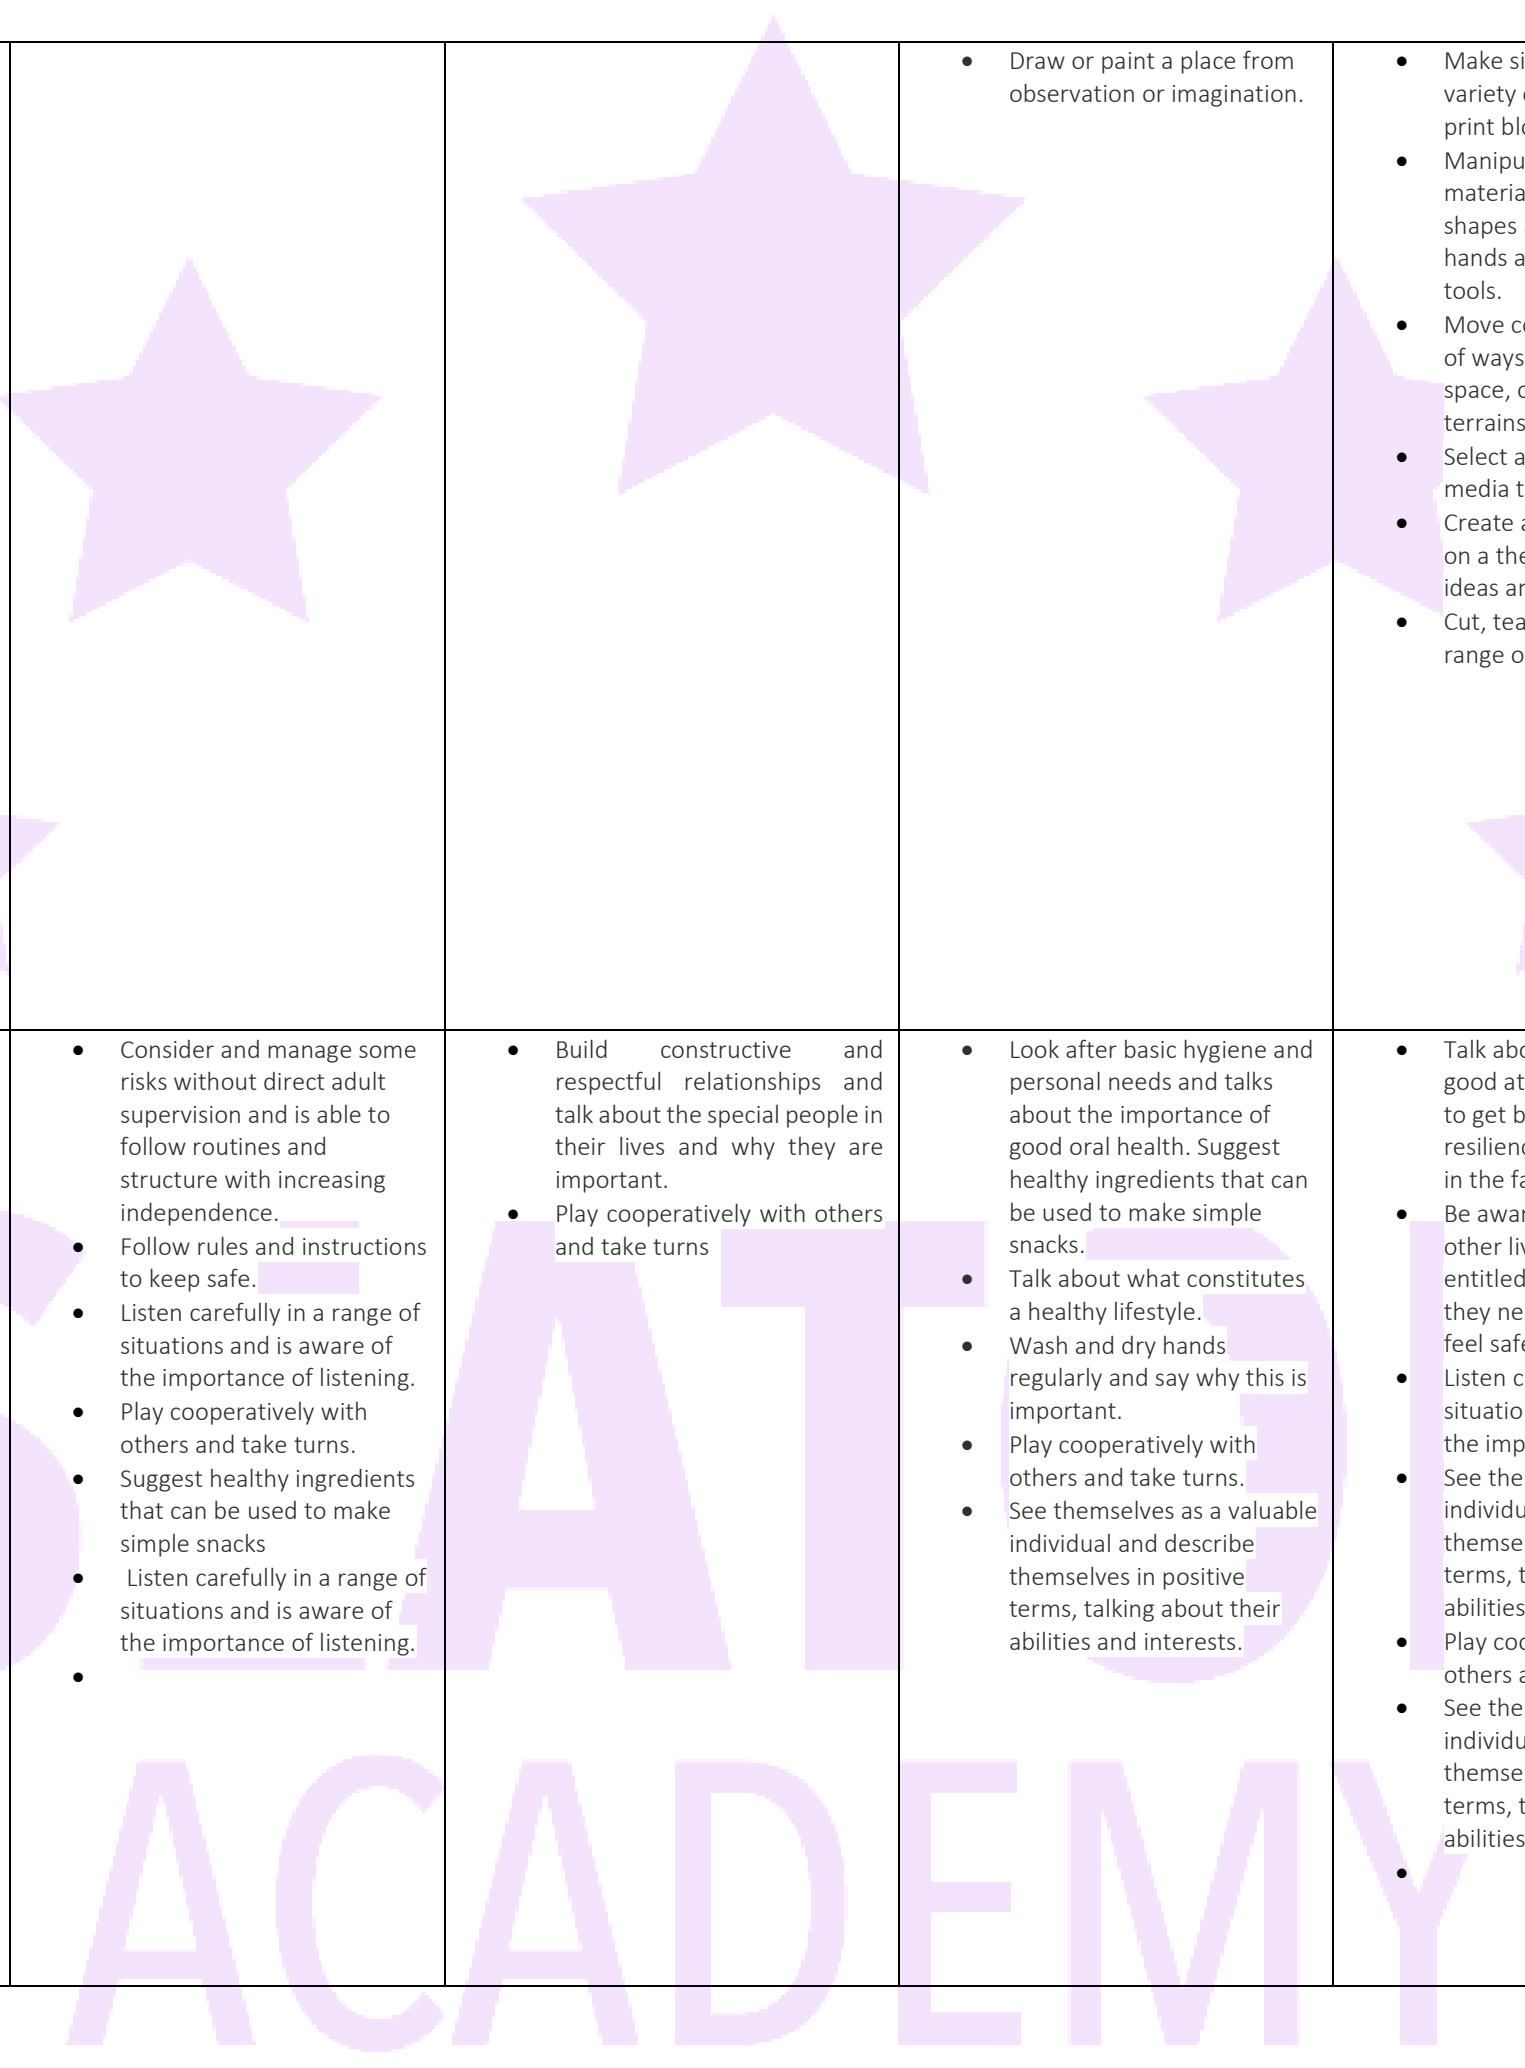 • Draw or paint a place from
observation or imagination.
• Make si
variety
print blo
• Manipu
materia
shapes
hands a
tools.
• Move co
of ways
space, o
terrains
• Select a
media t
• Create a
on a the
ideas an
• Cut, tea
range o
• Consider and manage some
risks without direct adult
supervision and is able to
follow routines and
structure with increasing
independence.
• Follow rules and instructions
to keep safe.
• Listen carefully in a range of
situations and is aware of
the importance of listening.
• Play cooperatively with
others and take turns.
• Suggest healthy ingredients
that can be used to make
simple snacks
• Listen carefully in a range of
situations and is aware of
the importance of listening.
•
• Build constructive and
respectful relationships and
talk about the special people in
their lives and why they are
important.
• Play cooperatively with others
and take turns
• Look after basic hygiene and
personal needs and talks
about the importance of
good oral health. Suggest
healthy ingredients that can
be used to make simple
snacks.
• Talk about what constitutes
a healthy lifestyle.
• Wash and dry hands
regularly and say why this is
important.
• Play cooperatively with
others and take turns.
• See themselves as a valuable
individual and describe
themselves in positive
terms, talking about their
abilities and interests.
• Talk abo
good at
to get b
resilienc
in the fa
• Be awar
other liv
entitled
they ne
feel safe
• Listen c
situatio
the imp
• See the
individu
themse
terms, t
abilities
• Play coo
others a
• See the
individu
themse
terms, t
abilities
•
ACADEMY